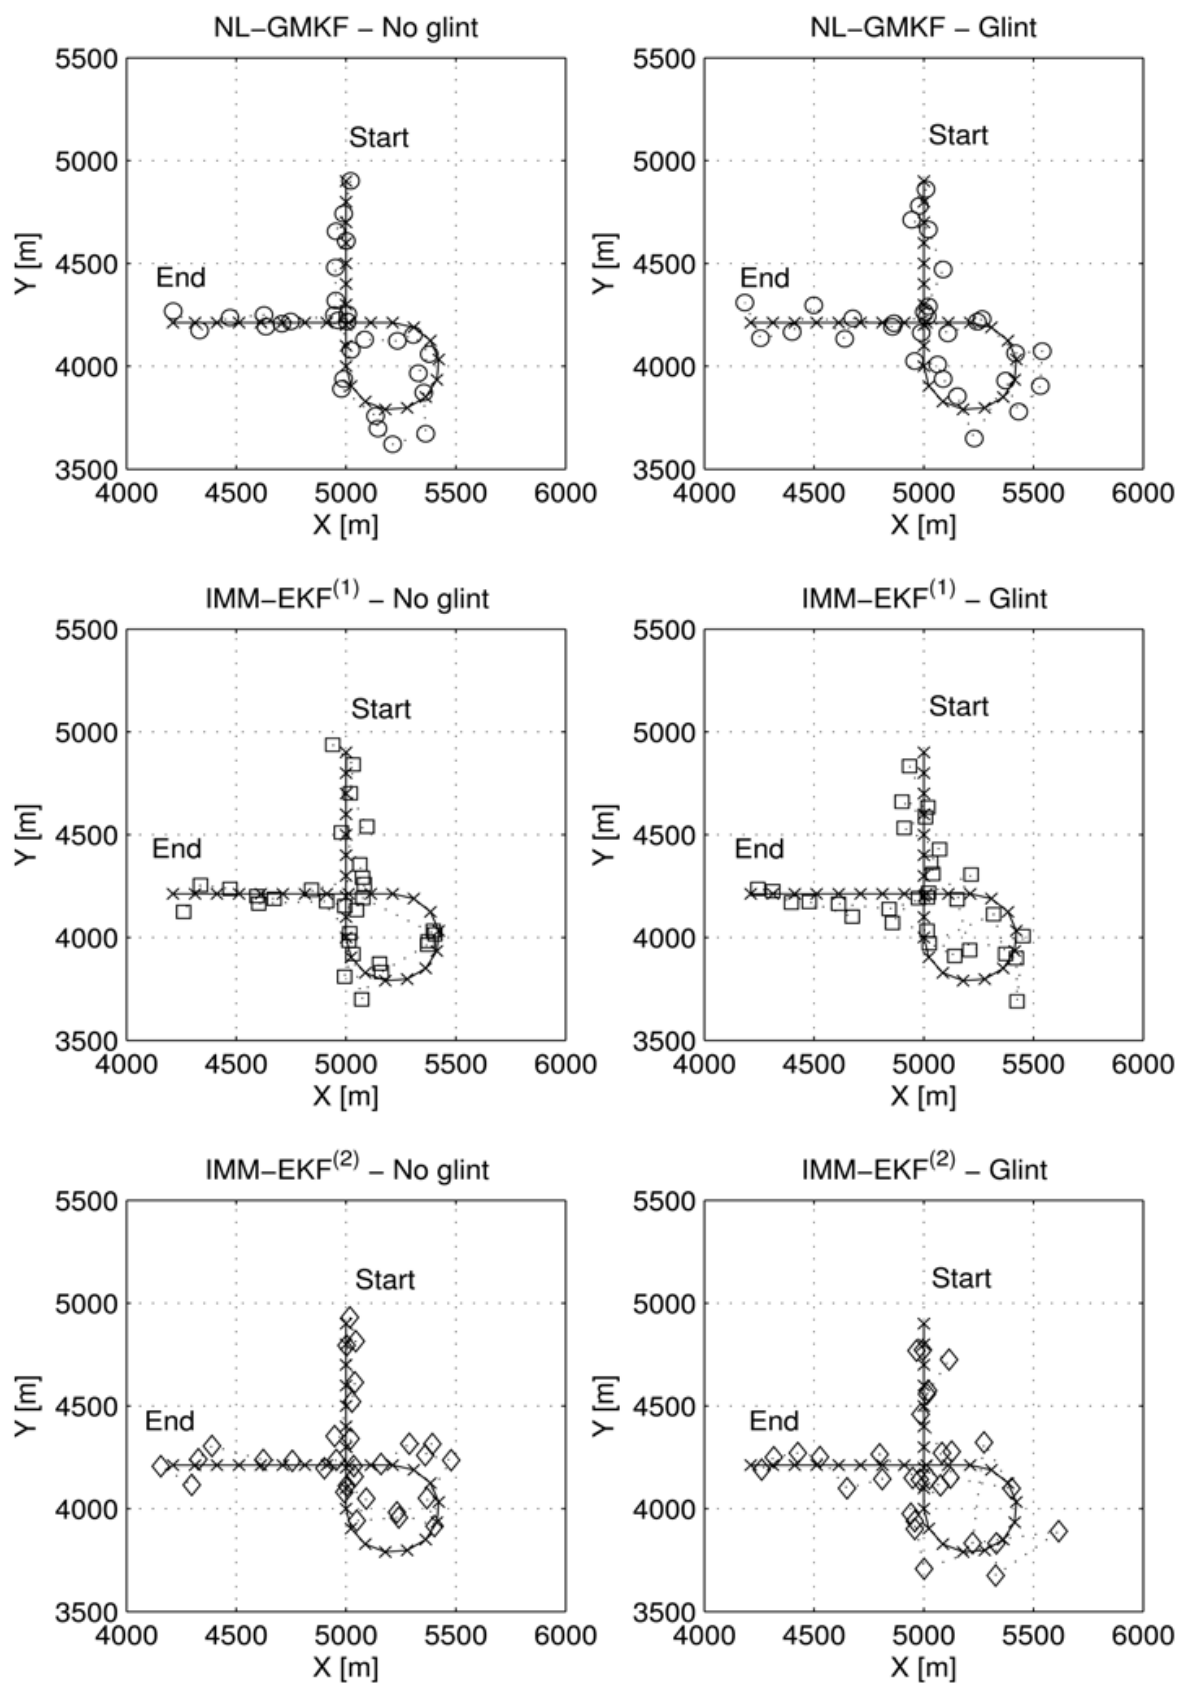 NL−GMKF − No glint
5500
5000
4500
4000
3500
Y [m]
Start
End
4000 4500 5000 5500 6000
X [m]
NL−GMKF − Glint
5500
5000
4500
4000
3500
Y [m]
Start
End
4000 4500 5000 5500 6000
X [m]
IMM−EKF(1) − No glint
5500
5000
4500
4000
3500
Y [m]
Start
End
4000 4500 5000 5500 6000
X [m]
IMM−EKF(1) − Glint
5500
5000
4500
4000
3500
Y [m]
Start
End
4000 4500 5000 5500 6000
X [m]
IMM−EKF(2) − No glint
5500
5000
4500
4000
3500
Y [m]
Start
End
4000 4500 5000 5500 6000
X [m]
IMM−EKF(2) − Glint
5500
5000
4500
4000
3500
Y [m]
Start
End
4000 4500 5000 5500 6000
X [m]